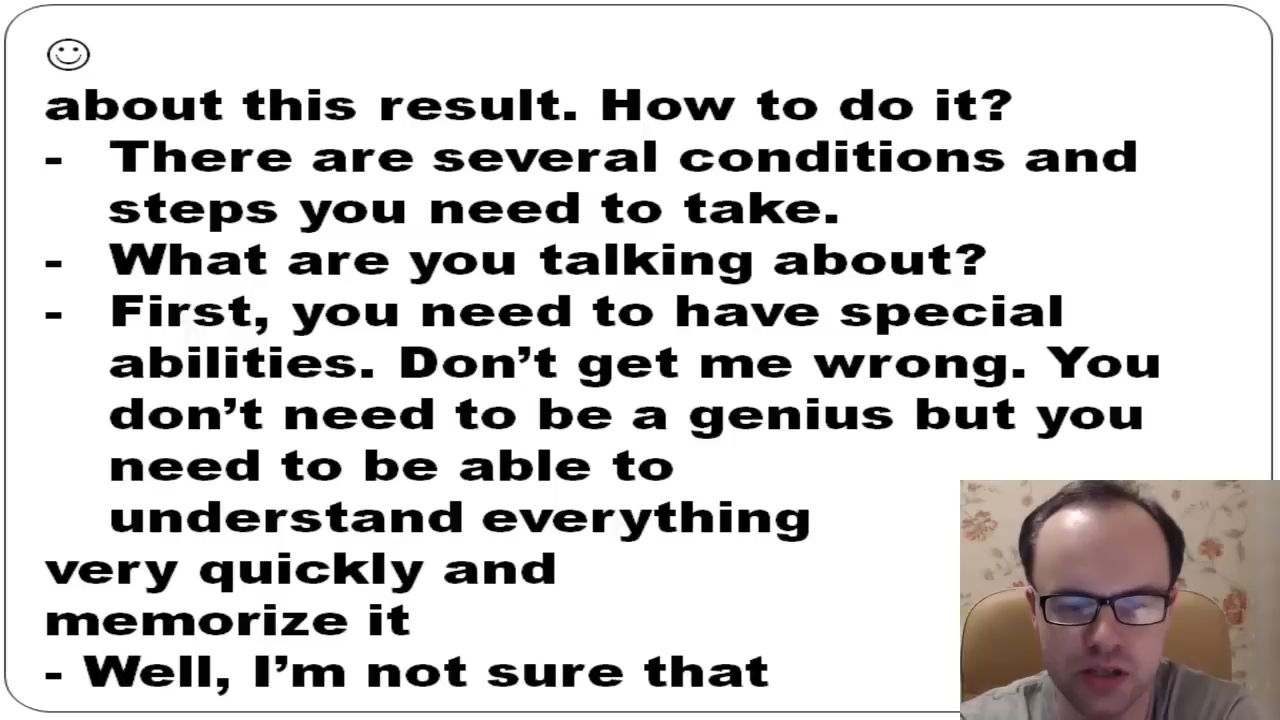 about this result. How to do it?
- There are several conditions and
steps you need to take.
- What are you talking about?
- First, you need to have special
abilities. Don’t get me wrong. You
don’t need to be a genius but you
need to be able to
understand everything
very quickly and
memorize it
- Well, I’m not sure that